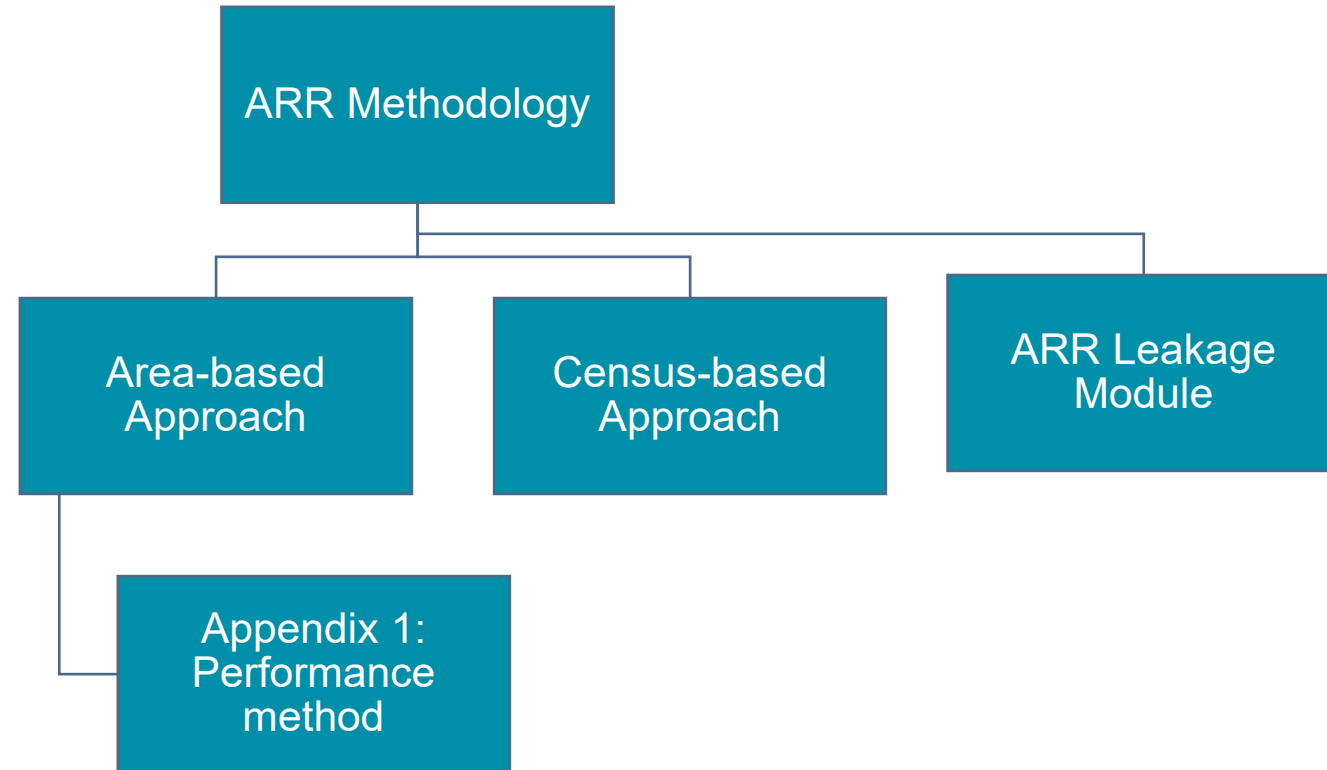 ARR Methodology
Area-based
Approach
Census-based
Approach
ARR Leakage
Module
Appendix 1:
Performance
method